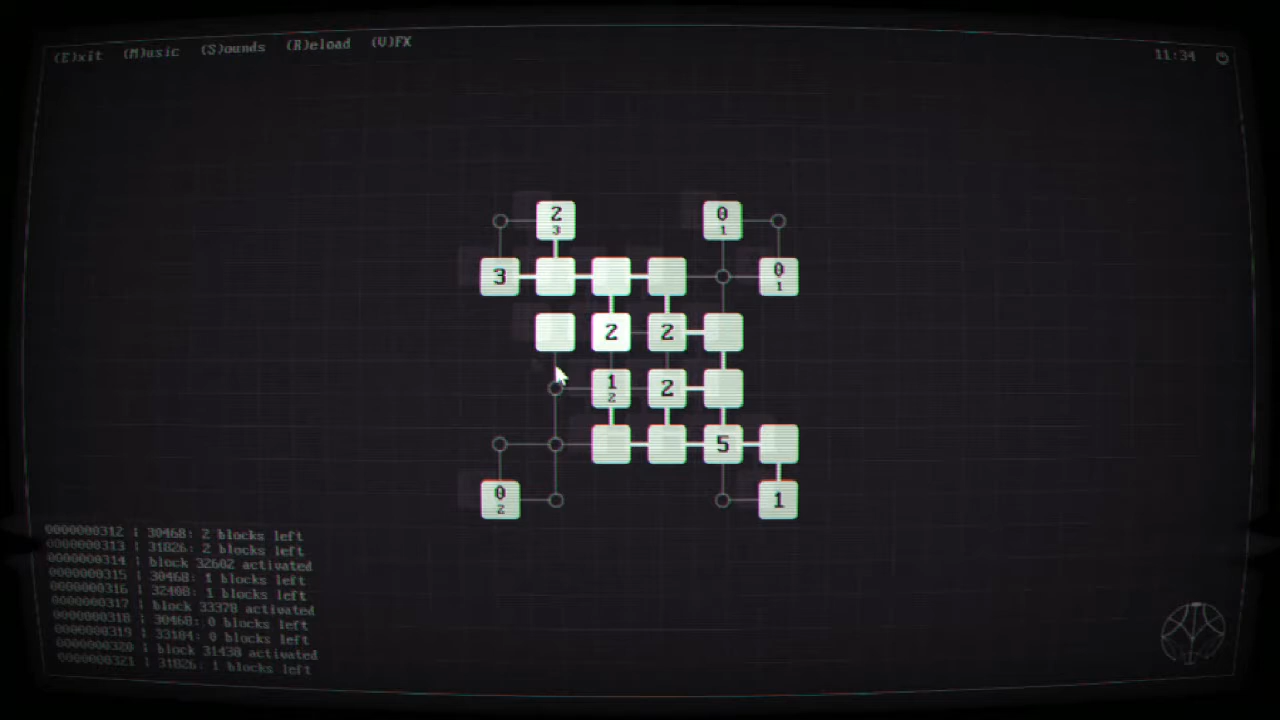 (E)xit (M)usic (S)ounds (R)eload (V)FX
11:34
2
3
0
1
3
0
1
2 2
1
2
2
5
0
2
1
0000000312 | 30468: 2 blocks left
0000000313 | 31826: 2 blocks left
0000000314 | block 32602 activated
0000000315 | 30468: 1 blocks left
0000000316 | 32408: 1 blocks left
0000000317 | block 33378 activated
0000000318 | 30468: 0 blocks left
0000000319 | 33184: 0 blocks left
0000000320 | block 31438 activated
0000000321 | 31826: 1 blocks left